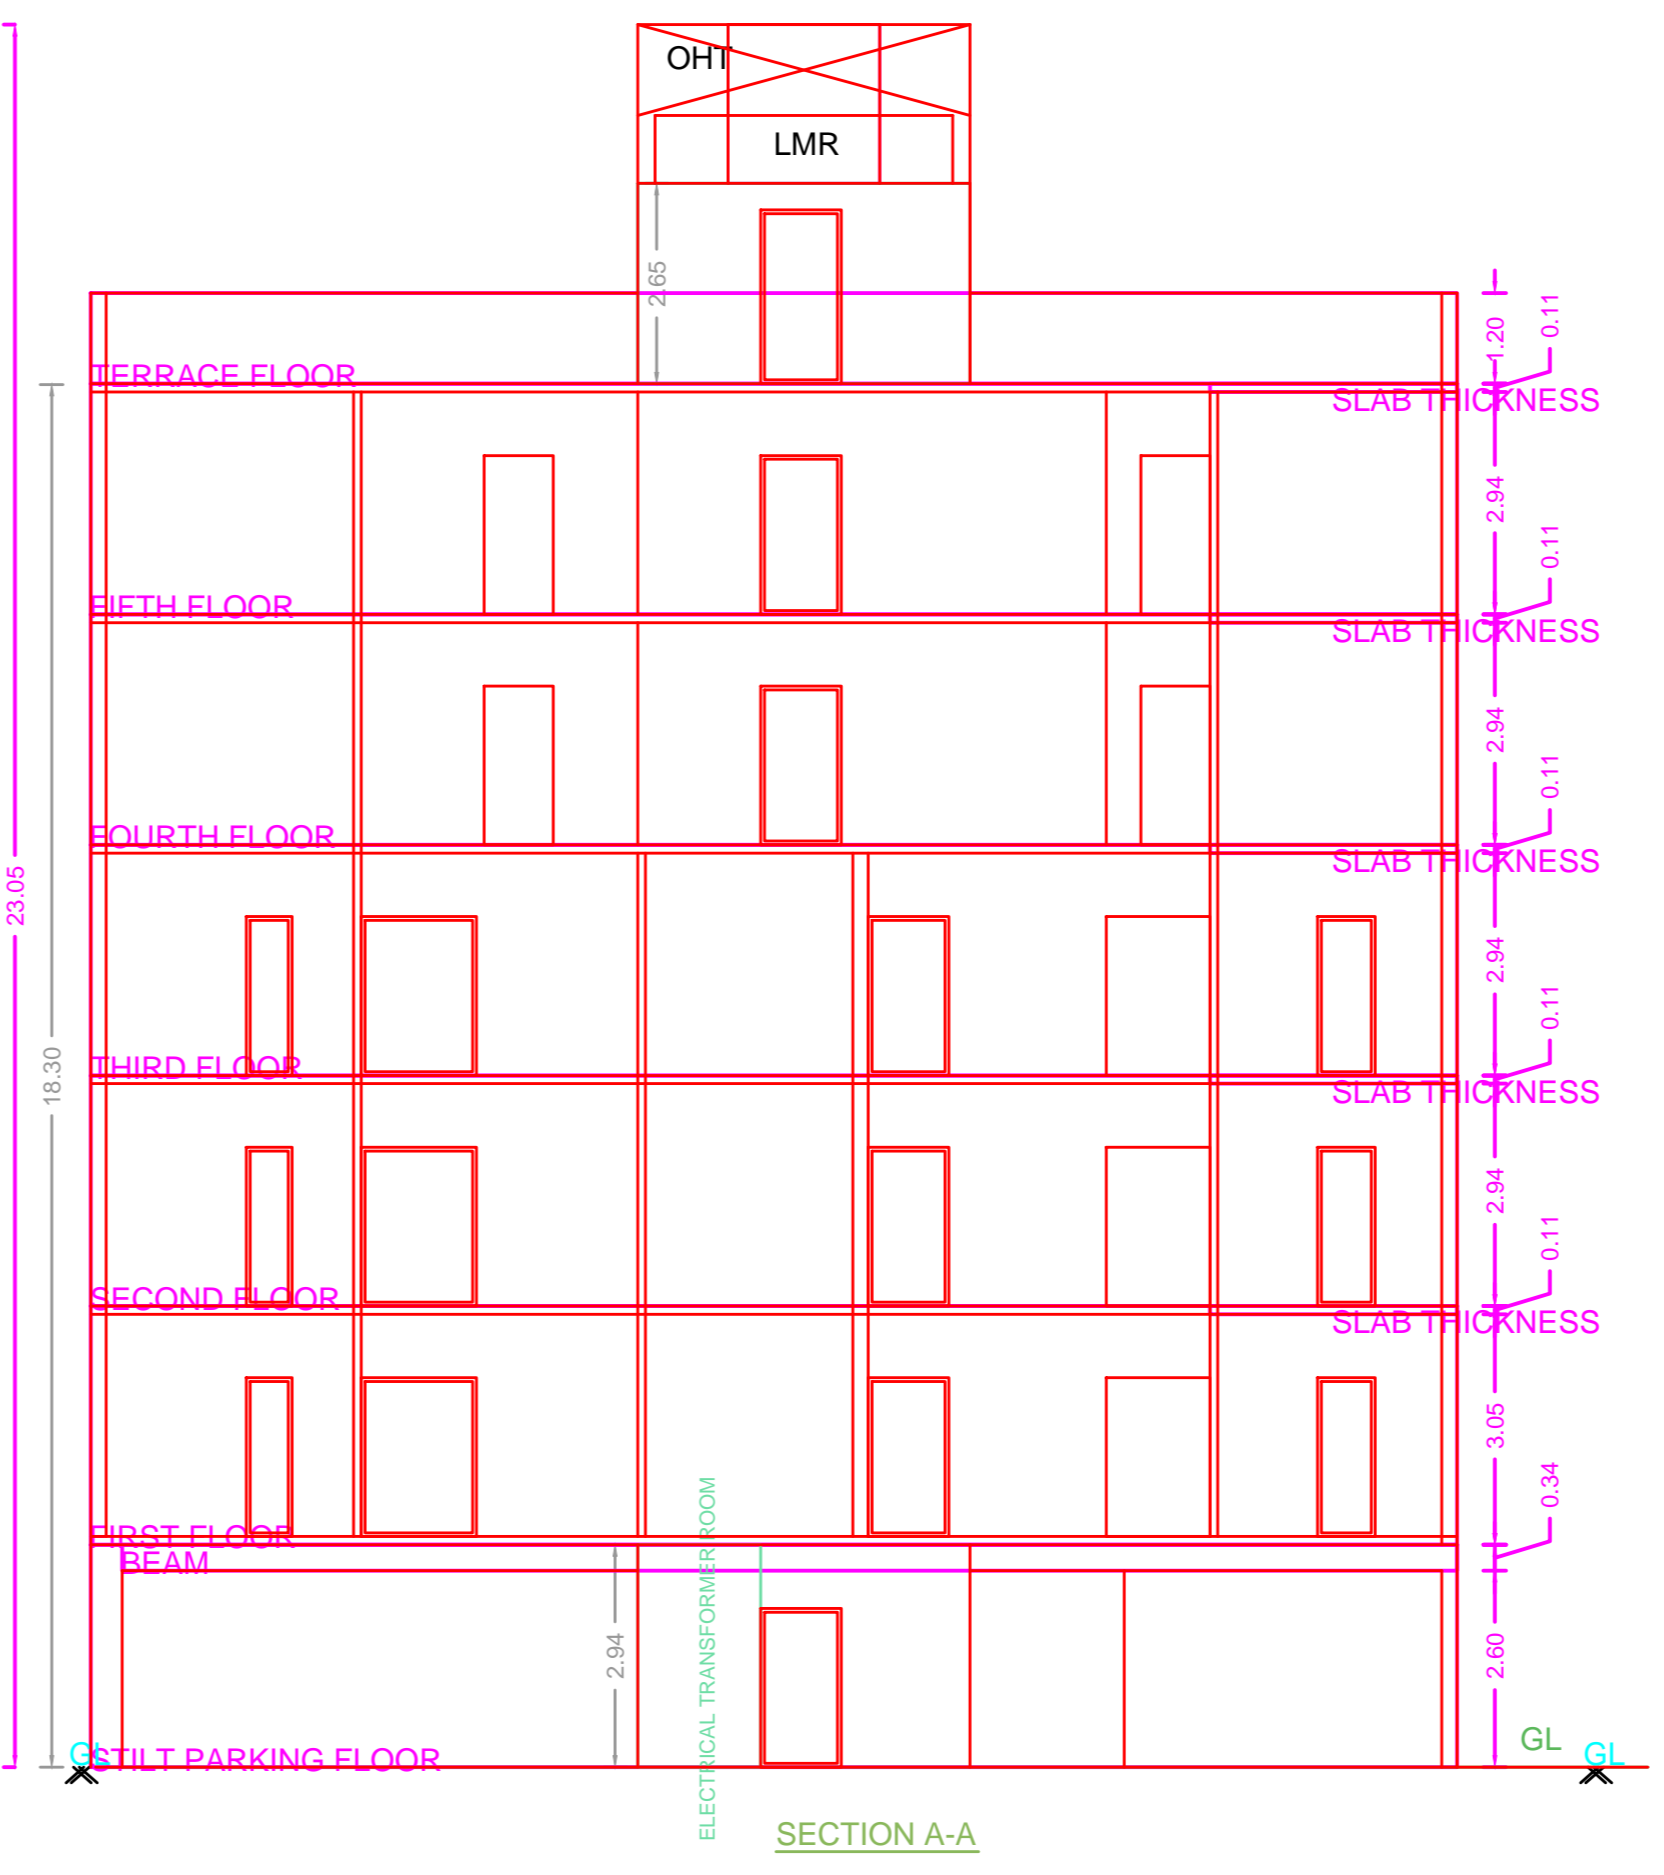 OHT
LMR
2.65
1.20
0.11
TERRACE FLOOR
SLAB THICKNESS
2.94
0.11
FIFTH FLOOR
SLAB THICKNESS
2.94
0.11
FOURTH FLOOR
SLAB THICKNESS
23.05
2.94
0.11
THIRD FLOOR
18.30
SLAB THICKNESS
2.94
0.11
SECOND FLOOR
SLAB THICKNESS
3.05
0.34
FIRST FLOOR
BEAM
ELECTRICAL TRANSFORMER ROOM
2.94
2.60
GL
STILT PARKING FLOOR
GL
GL
SECTION A-A